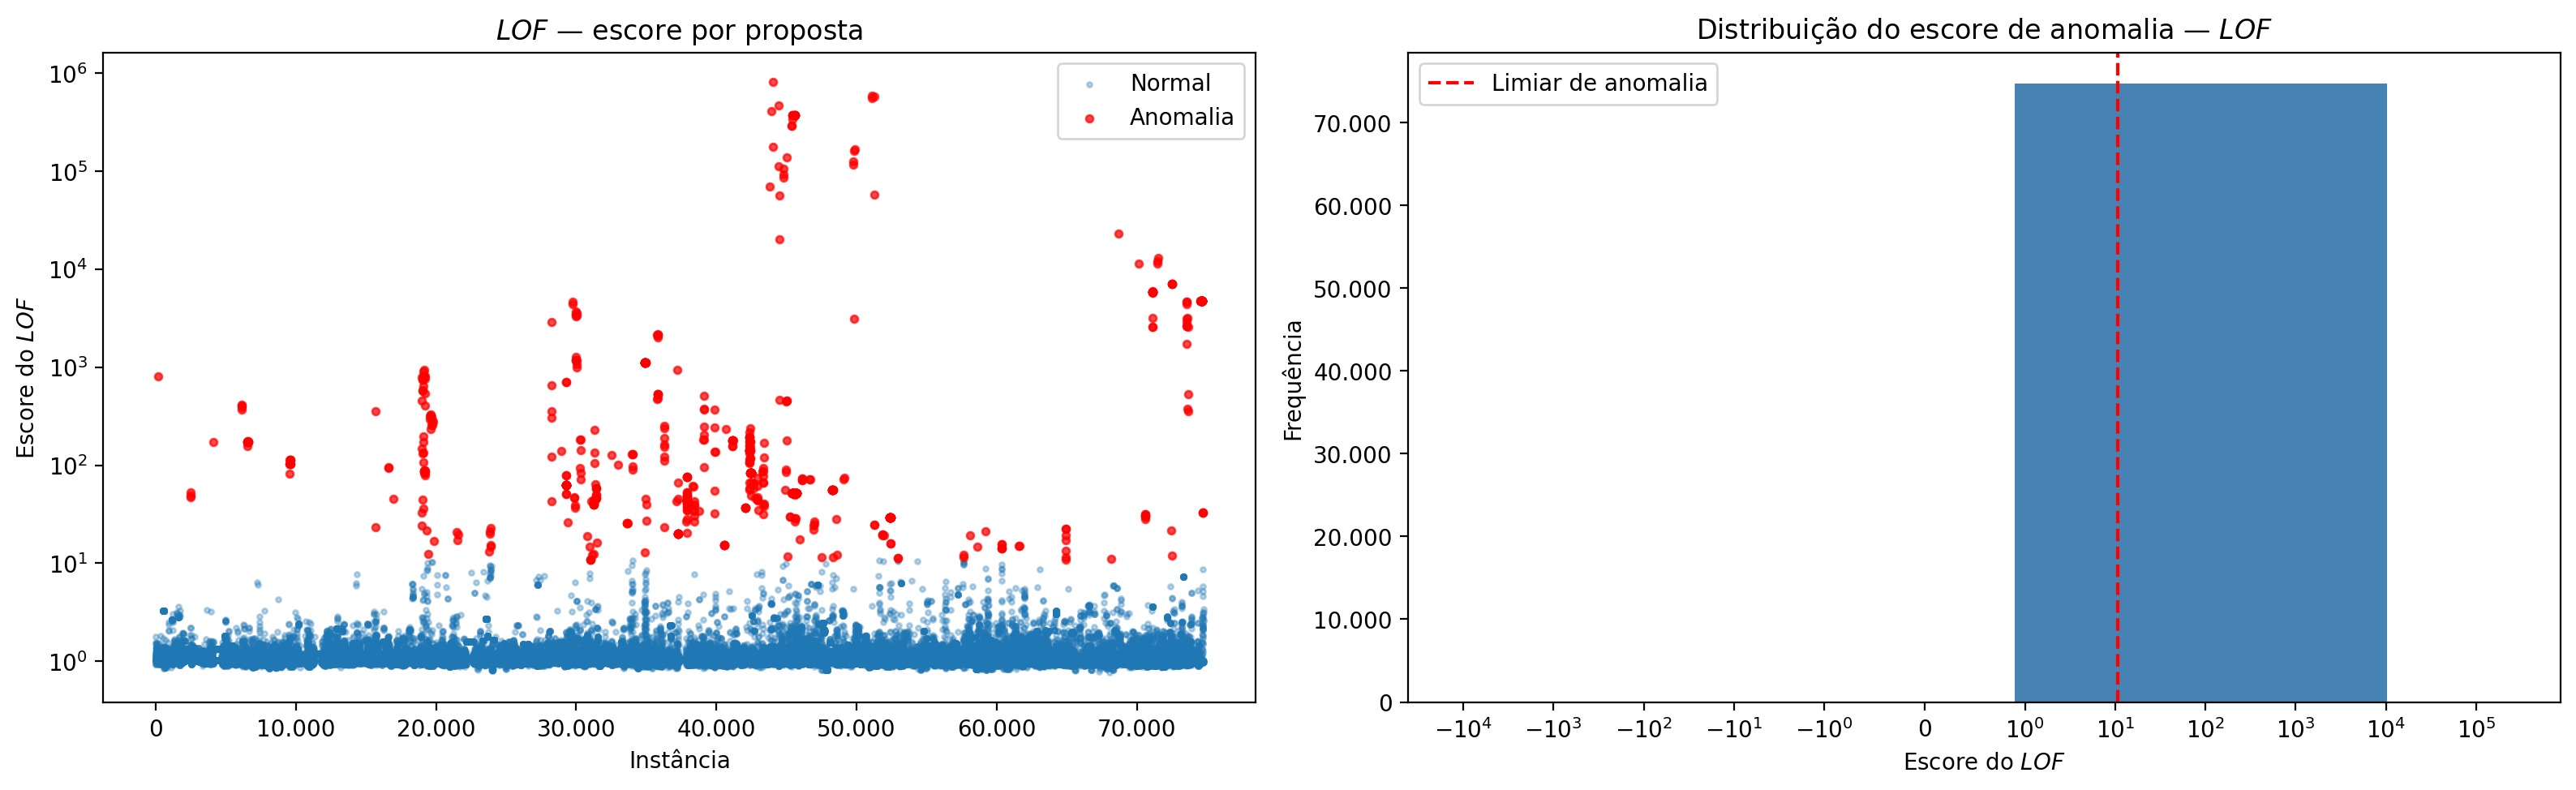 LOF — escore por proposta
Escore do LOF
10⁶
10⁵
10⁴
10³
10²
10¹
10⁰
Normal
Anomalia
0 10.000 20.000 30.000 40.000 50.000 60.000 70.000
Instância
Distribuição do escore de anomalia — LOF
Frequência
Limiar de anomalia
70.000
60.000
50.000
40.000
30.000
20.000
10.000
0
−10⁴ −10³ −10² −10¹ −10⁰ 0 10⁰ 10¹ 10² 10³ 10⁴ 10⁵
Escore do LOF